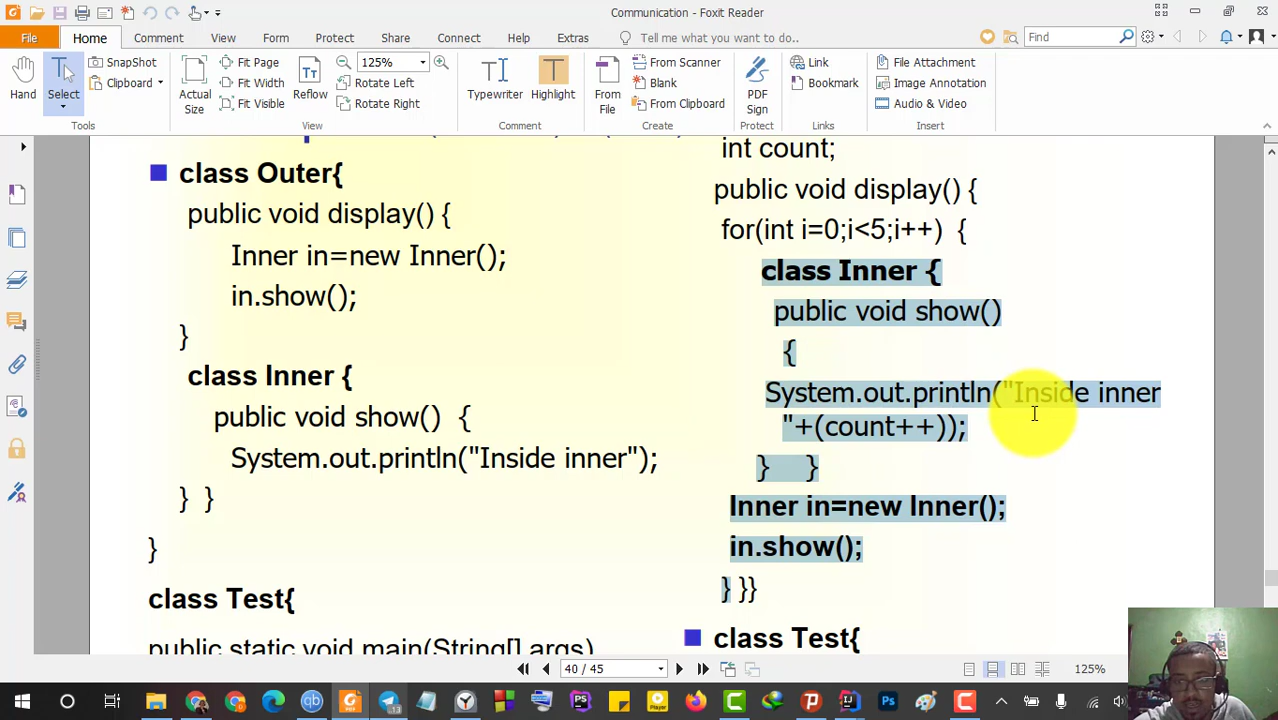 Communication - Foxit Reader
File
Home
Comment
View
Form
Protect
Share
Connect
Help
Extras
Tell me what you want to do..
Find
Hand
Select
SnapShot
Clipboard
Actual
Size
Fit Page
Fit Width
Fit Visible
Reflow
125%
Rotate Left
Rotate Right
Typewriter
Highlight
From
File
From Scanner
Blank
From Clipboard
PDF
Sign
Link
Bookmark
File Attachment
Image Annotation
Audio & Video
Tools
View
Comment
Create
Protect
Links
Insert
class Outer{
public void display() {
Inner in=new Inner();
in.show();
}
class Inner {
public void show()  {
System.out.println("Inside inner");
}  }
}
class Test{
public static void main(String[] args)
int count;
public void display() {
for(int i=0;i<5;i++)  {
class Inner {
public void show()
{
System.out.println("Inside inner
"+(count++));
}    }
Inner in=new Inner();
in.show();
} }}
class Test{
40 / 45
125%